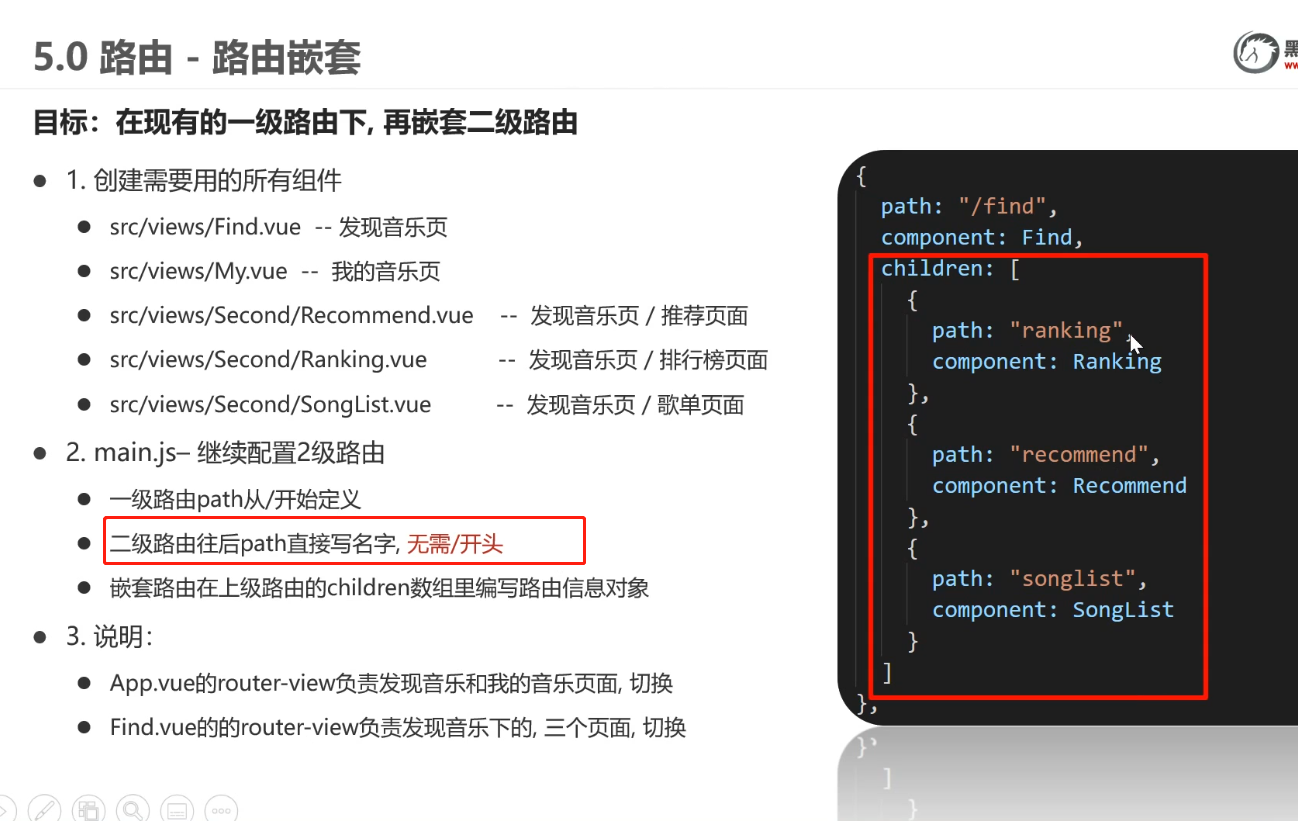 5.0 路由 - 路由嵌套
黑
ww
目标：在现有的一级路由下, 再嵌套二级路由
1. 创建需要用的所有组件
src/views/Find.vue -- 发现音乐页
src/views/My.vue -- 我的音乐页
src/views/Second/Recommend.vue -- 发现音乐页 / 推荐页面
src/views/Second/Ranking.vue -- 发现音乐页 / 排行榜页面
src/views/Second/SongList.vue -- 发现音乐页 / 歌单页面
2. main.js– 继续配置2级路由
一级路由path从/开始定义
二级路由往后path直接写名字, 无需/开头
嵌套路由在上级路由的children数组里编写路由信息对象
3. 说明：
App.vue的router-view负责发现音乐和我的音乐页面, 切换
Find.vue的的router-view负责发现音乐下的, 三个页面, 切换
{
path: "/find",
component: Find,
children: [
{
path: "ranking",
component: Ranking
},
{
path: "recommend",
component: Recommend
},
{
path: "songlist",
component: SongList
}
]
},